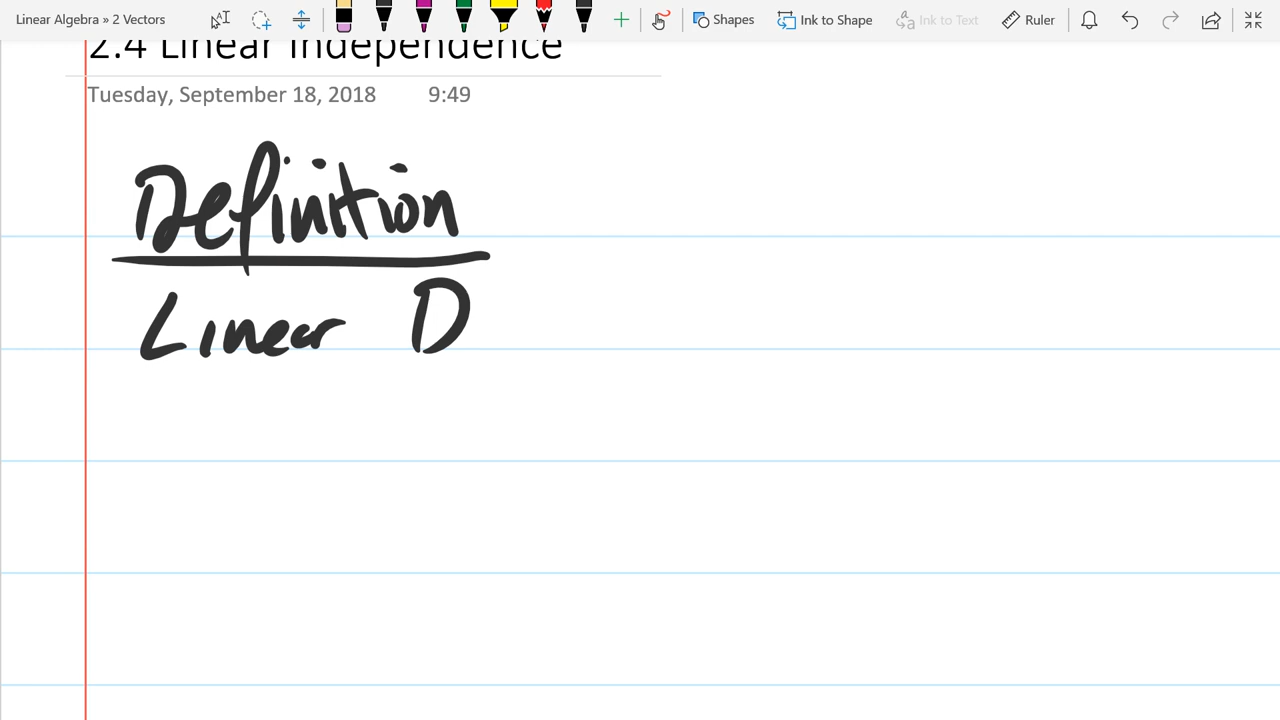 Linear Algebra » 2 Vectors
Shapes
Ink to Shape
Ink to Text
Ruler
2.4 Linear Independence
Tuesday, September 18, 2018 9:49
Definition
Linear D